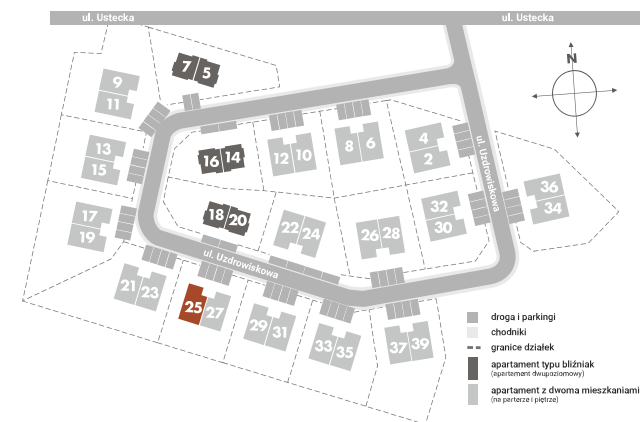 ul. Ustecka
ul. Ustecka
7 5
N
9
11
4
2
8 6
12 10
13
15
16 14
ul. Uzdrowiskowa
36
34
17
19
18 20
22 24
26 28
32
30
ul. Uzdrowiskowa
21 23
25 27
29 31
33 35
37 39
droga i parkingi
chodniki
granice działek
apartament typu bliźniak
(apartament dwupoziomowy)
apartament z dwoma mieszkaniami
(na parterze i piętrze)